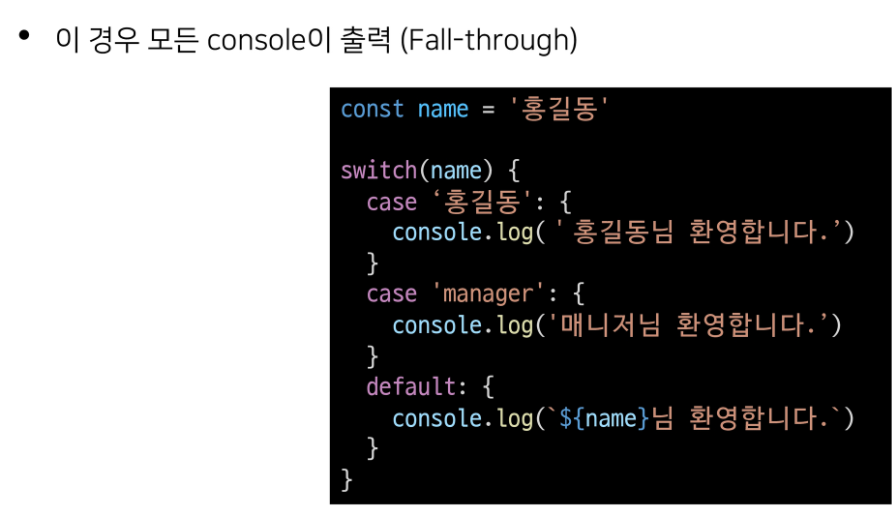 • 이 경우 모든 console이 출력 (Fall-through)
const name = '홍길동'
switch(name) {
  case ‘홍길동': {
    console.log('홍길동님 환영합니다.’)
  }
  case 'manager': {
    console.log('매니저님 환영합니다.’)
  }
  default: {
    console.log(`${name}님 환영합니다.`)
  }
}